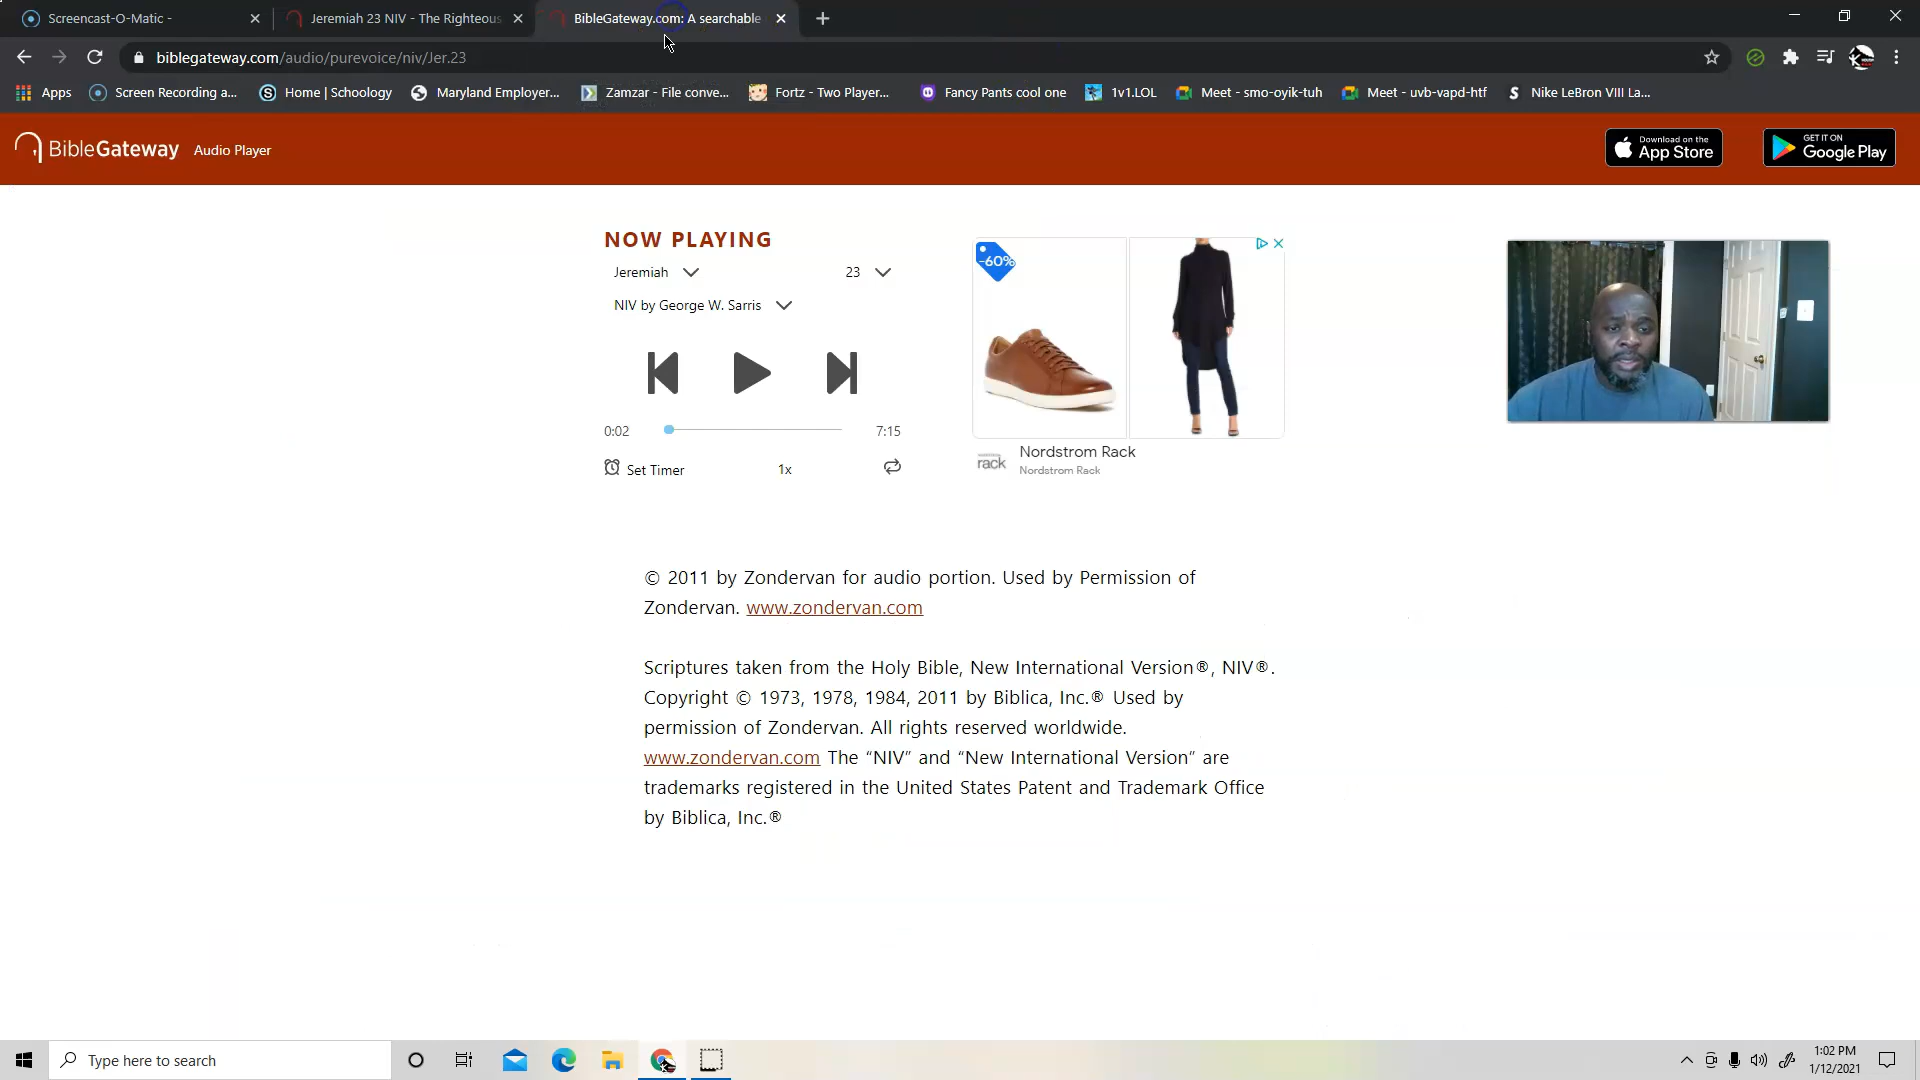 Screencast-O-Matic -
Jeremiah 23 NIV - The Righteous
BibleGateway.com: A searchable
biblegateway.com/audio/purevoice/niv/Jer.23
Apps
Screen Recording a...
Home | Schoology
Maryland Employer...
Zamzar - File conve...
Fortz - Two Player...
Fancy Pants cool one
1v1.LOL
Meet - smo-oyik-tuh
Meet - uvb-vapd-htf
Nike LeBron VIII La...
BibleGateway Audio Player
Download on the
App Store
GET IT ON
Google Play
NOW PLAYING
Jeremiah 23
NIV by George W. Sarris
0:02 7:15
Set Timer 1x
-60%
rack
Nordstrom Rack
Nordstrom Rack
© 2011 by Zondervan for audio portion. Used by Permission of
Zondervan. www.zondervan.com
Scriptures taken from the Holy Bible, New International Version®, NIV®.
Copyright © 1973, 1978, 1984, 2011 by Biblica, Inc.® Used by
permission of Zondervan. All rights reserved worldwide.
www.zondervan.com The “NIV” and “New International Version” are
trademarks registered in the United States Patent and Trademark Office
by Biblica, Inc.®
Type here to search
1:02 PM
1/12/2021